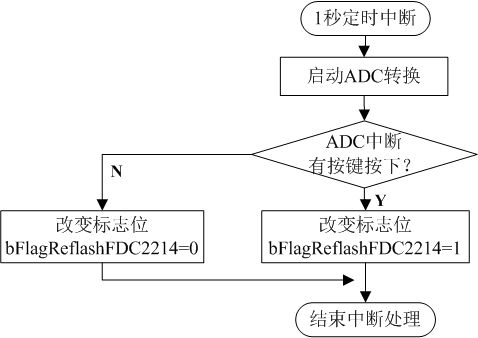 1秒定时中断
启动ADC转换
ADC中断
有按键按下？
N
Y
改变标志位
bFlagReflashFDC2214=0
改变标志位
bFlagReflashFDC2214=1
结束中断处理